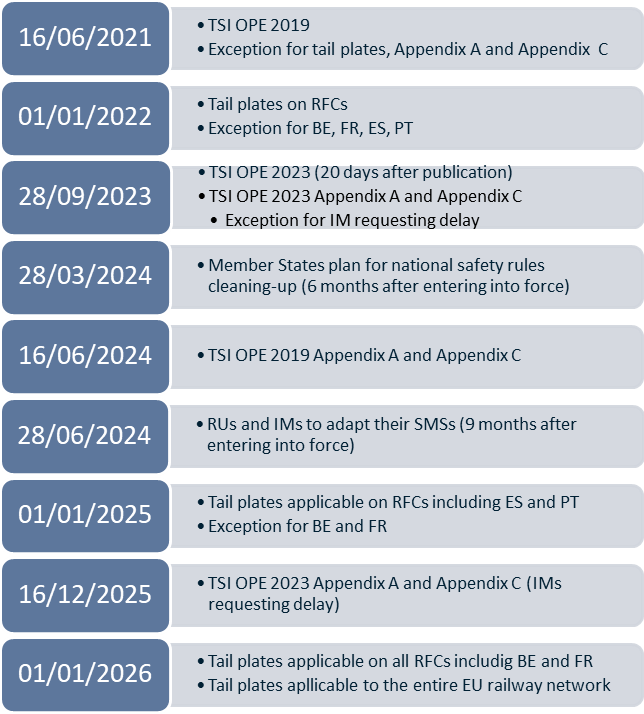 16/06/2021
• TSI OPE 2019
• Exception for tail plates, Appendix A and Appendix C
01/01/2022
• Tail plates on RFCs
• Exception for BE, FR, ES, PT
28/09/2023
• TSI OPE 2023 (20 days after publication)
• TSI OPE 2023 Appendix A and Appendix C
• Exception for IM requesting delay
28/03/2024
• Member States plan for national safety rules
cleaning-up (6 months after entering into force)
16/06/2024
• TSI OPE 2019 Appendix A and Appendix C
28/06/2024
• RUs and IMs to adapt their SMSs (9 months after
entering into force)
01/01/2025
• Tail plates applicable on RFCs including ES and PT
• Exception for BE and FR
16/12/2025
• TSI OPE 2023 Appendix A and Appendix C (IMs
requesting delay)
01/01/2026
• Tail plates applicable on all RFCs includig BE and FR
• Tail plates apllicable to the entire EU railway network